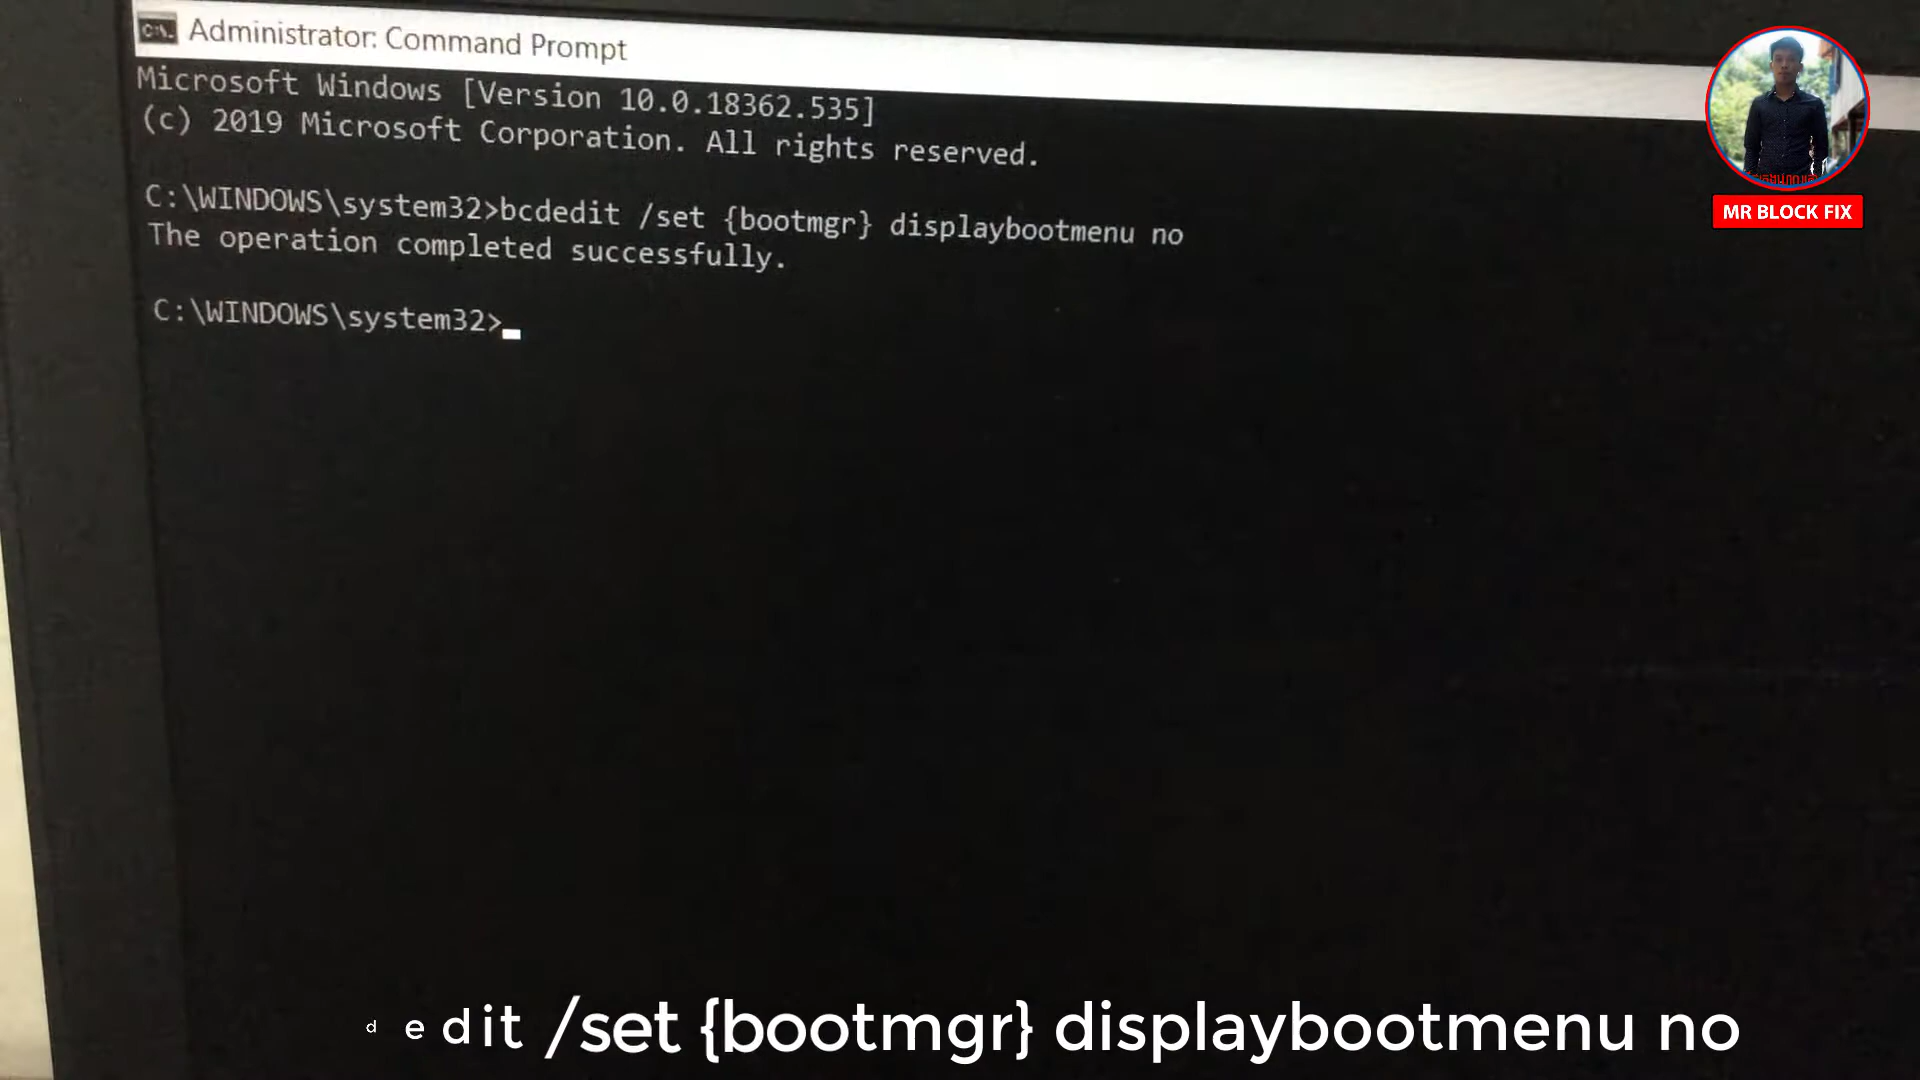 Administrator: Command Prompt
Microsoft Windows [Version 10.0.18362.535]
(c) 2019 Microsoft Corporation. All rights reserved.
C:\WINDOWS\system32>bcdedit /set {bootmgr} displaybootmenu no
The operation completed successfully.
C:\WINDOWS\system32>
MR BLOCK FIX
dedit /set {bootmgr} displaybootmenu no